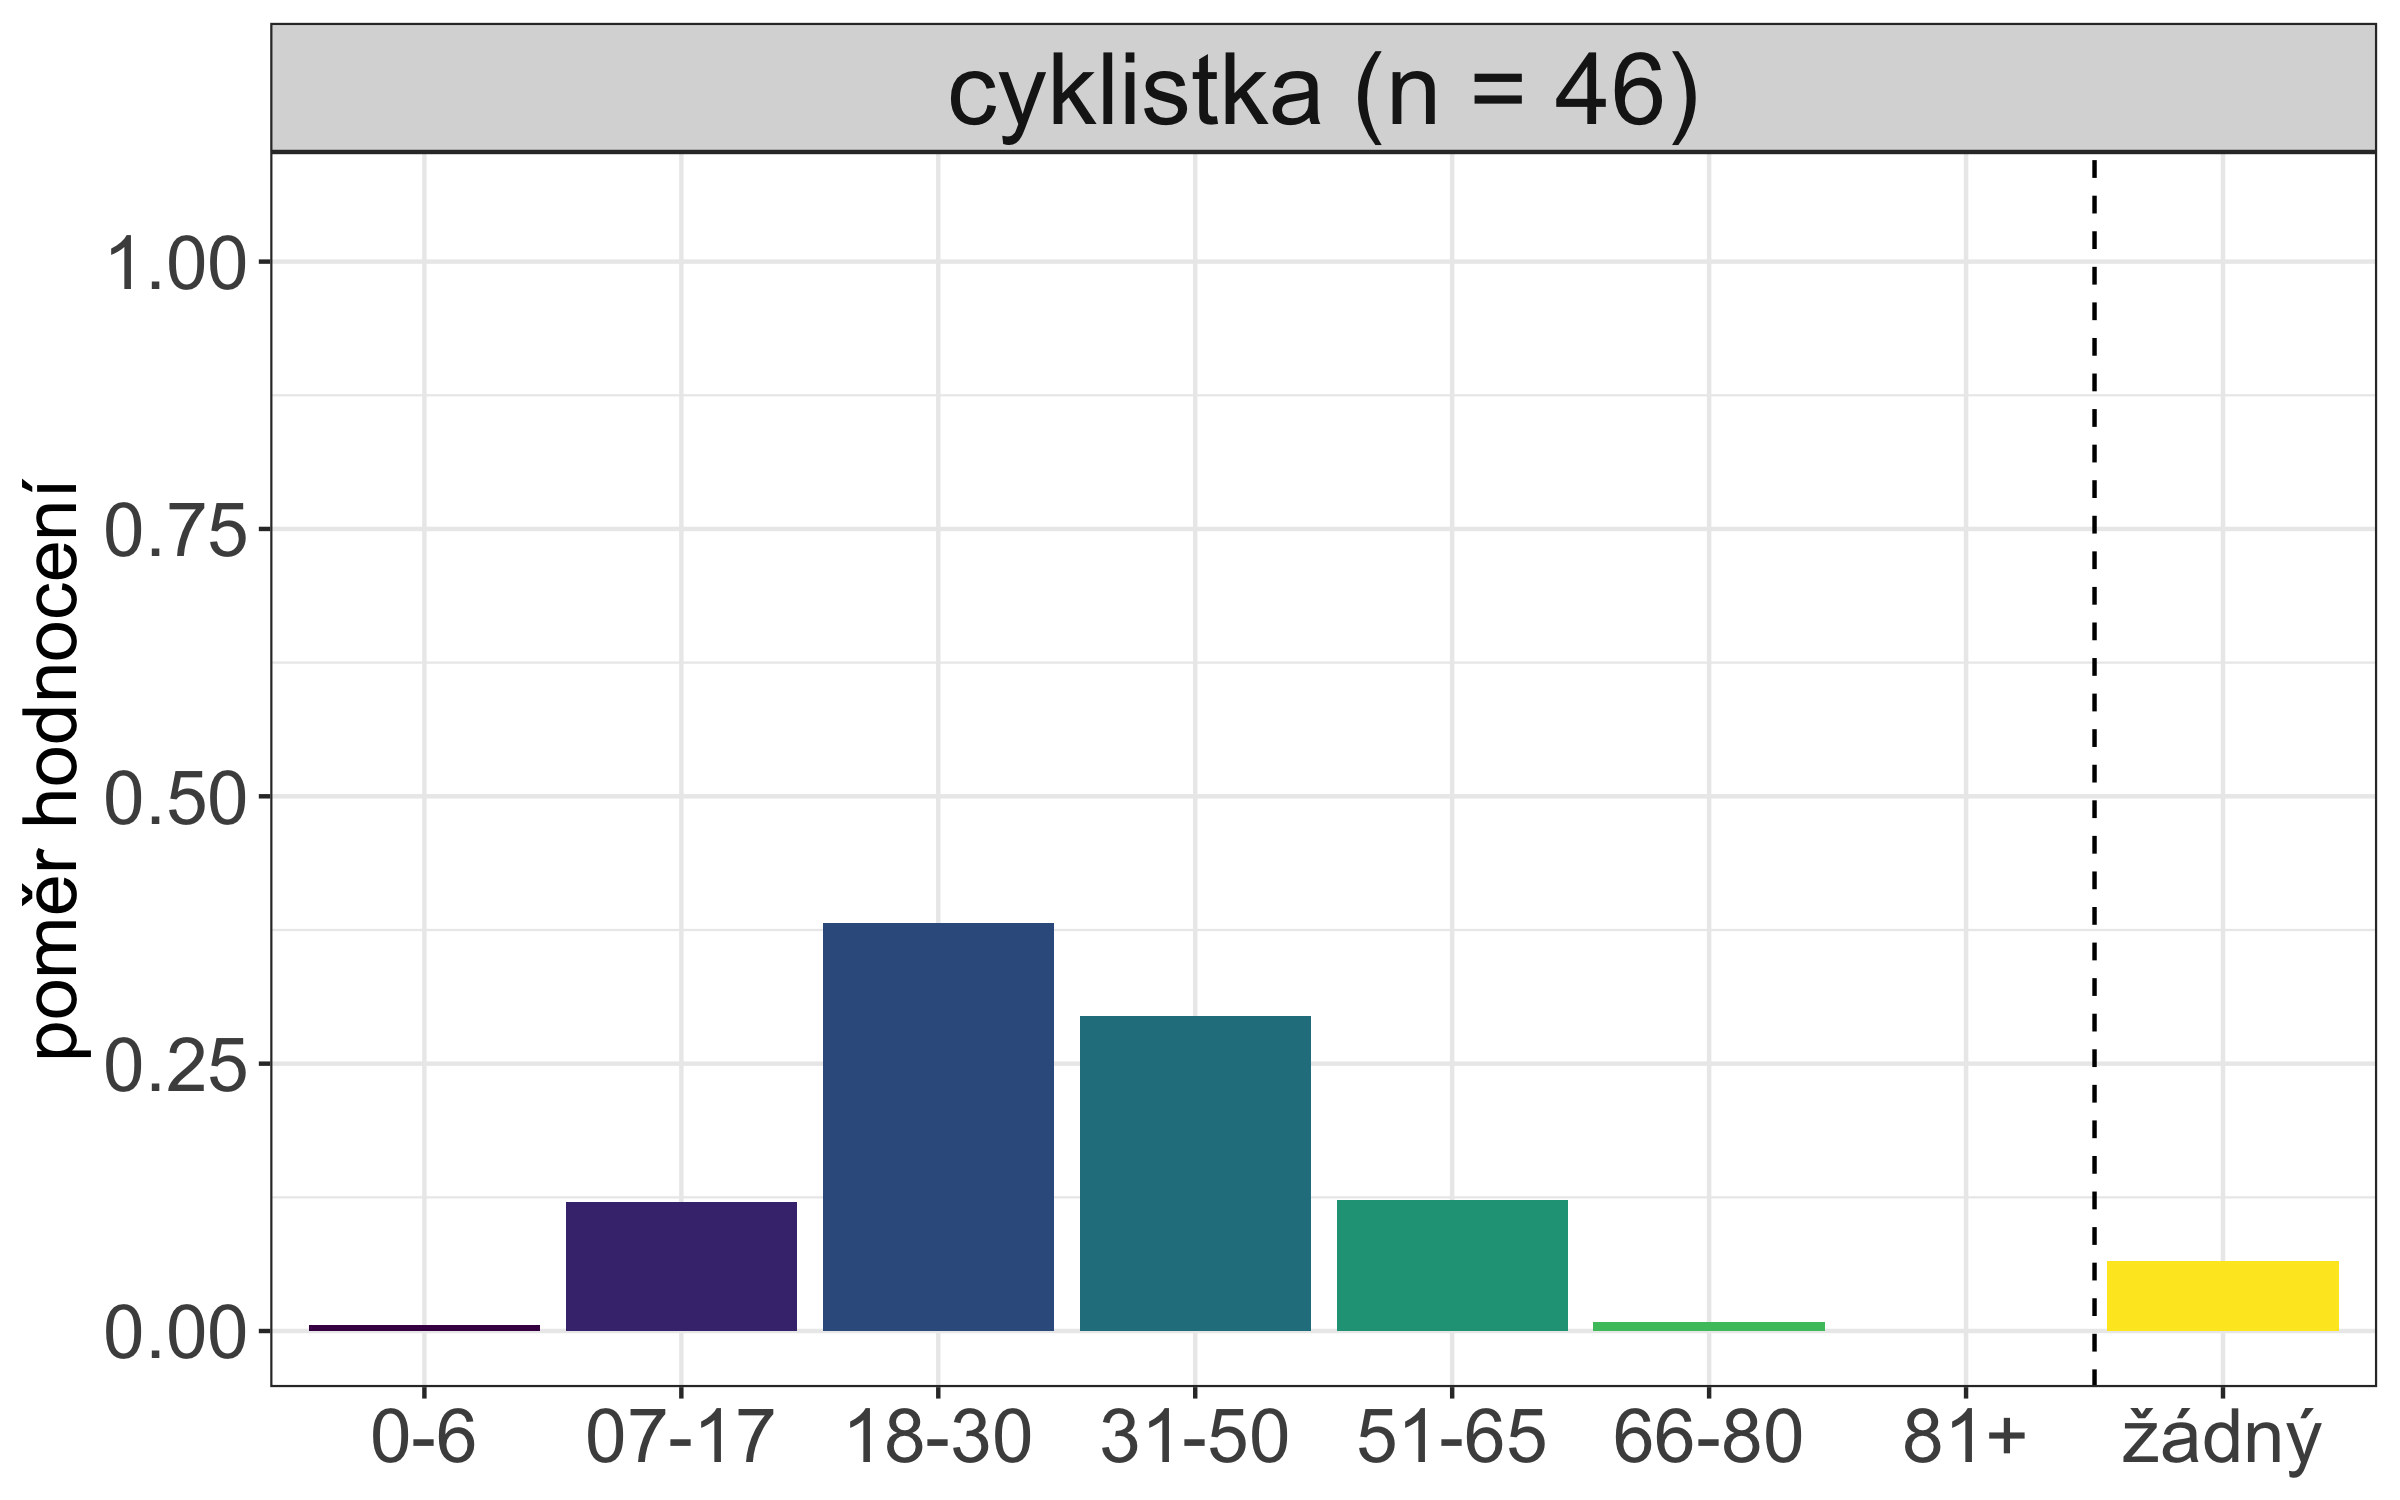 cyklistka (n = 46)
poměr hodnocení
1.00
0.75
0.50
0.25
0.00
0-6 07-17 18-30 31-50 51-65 66-80 81+ žádný